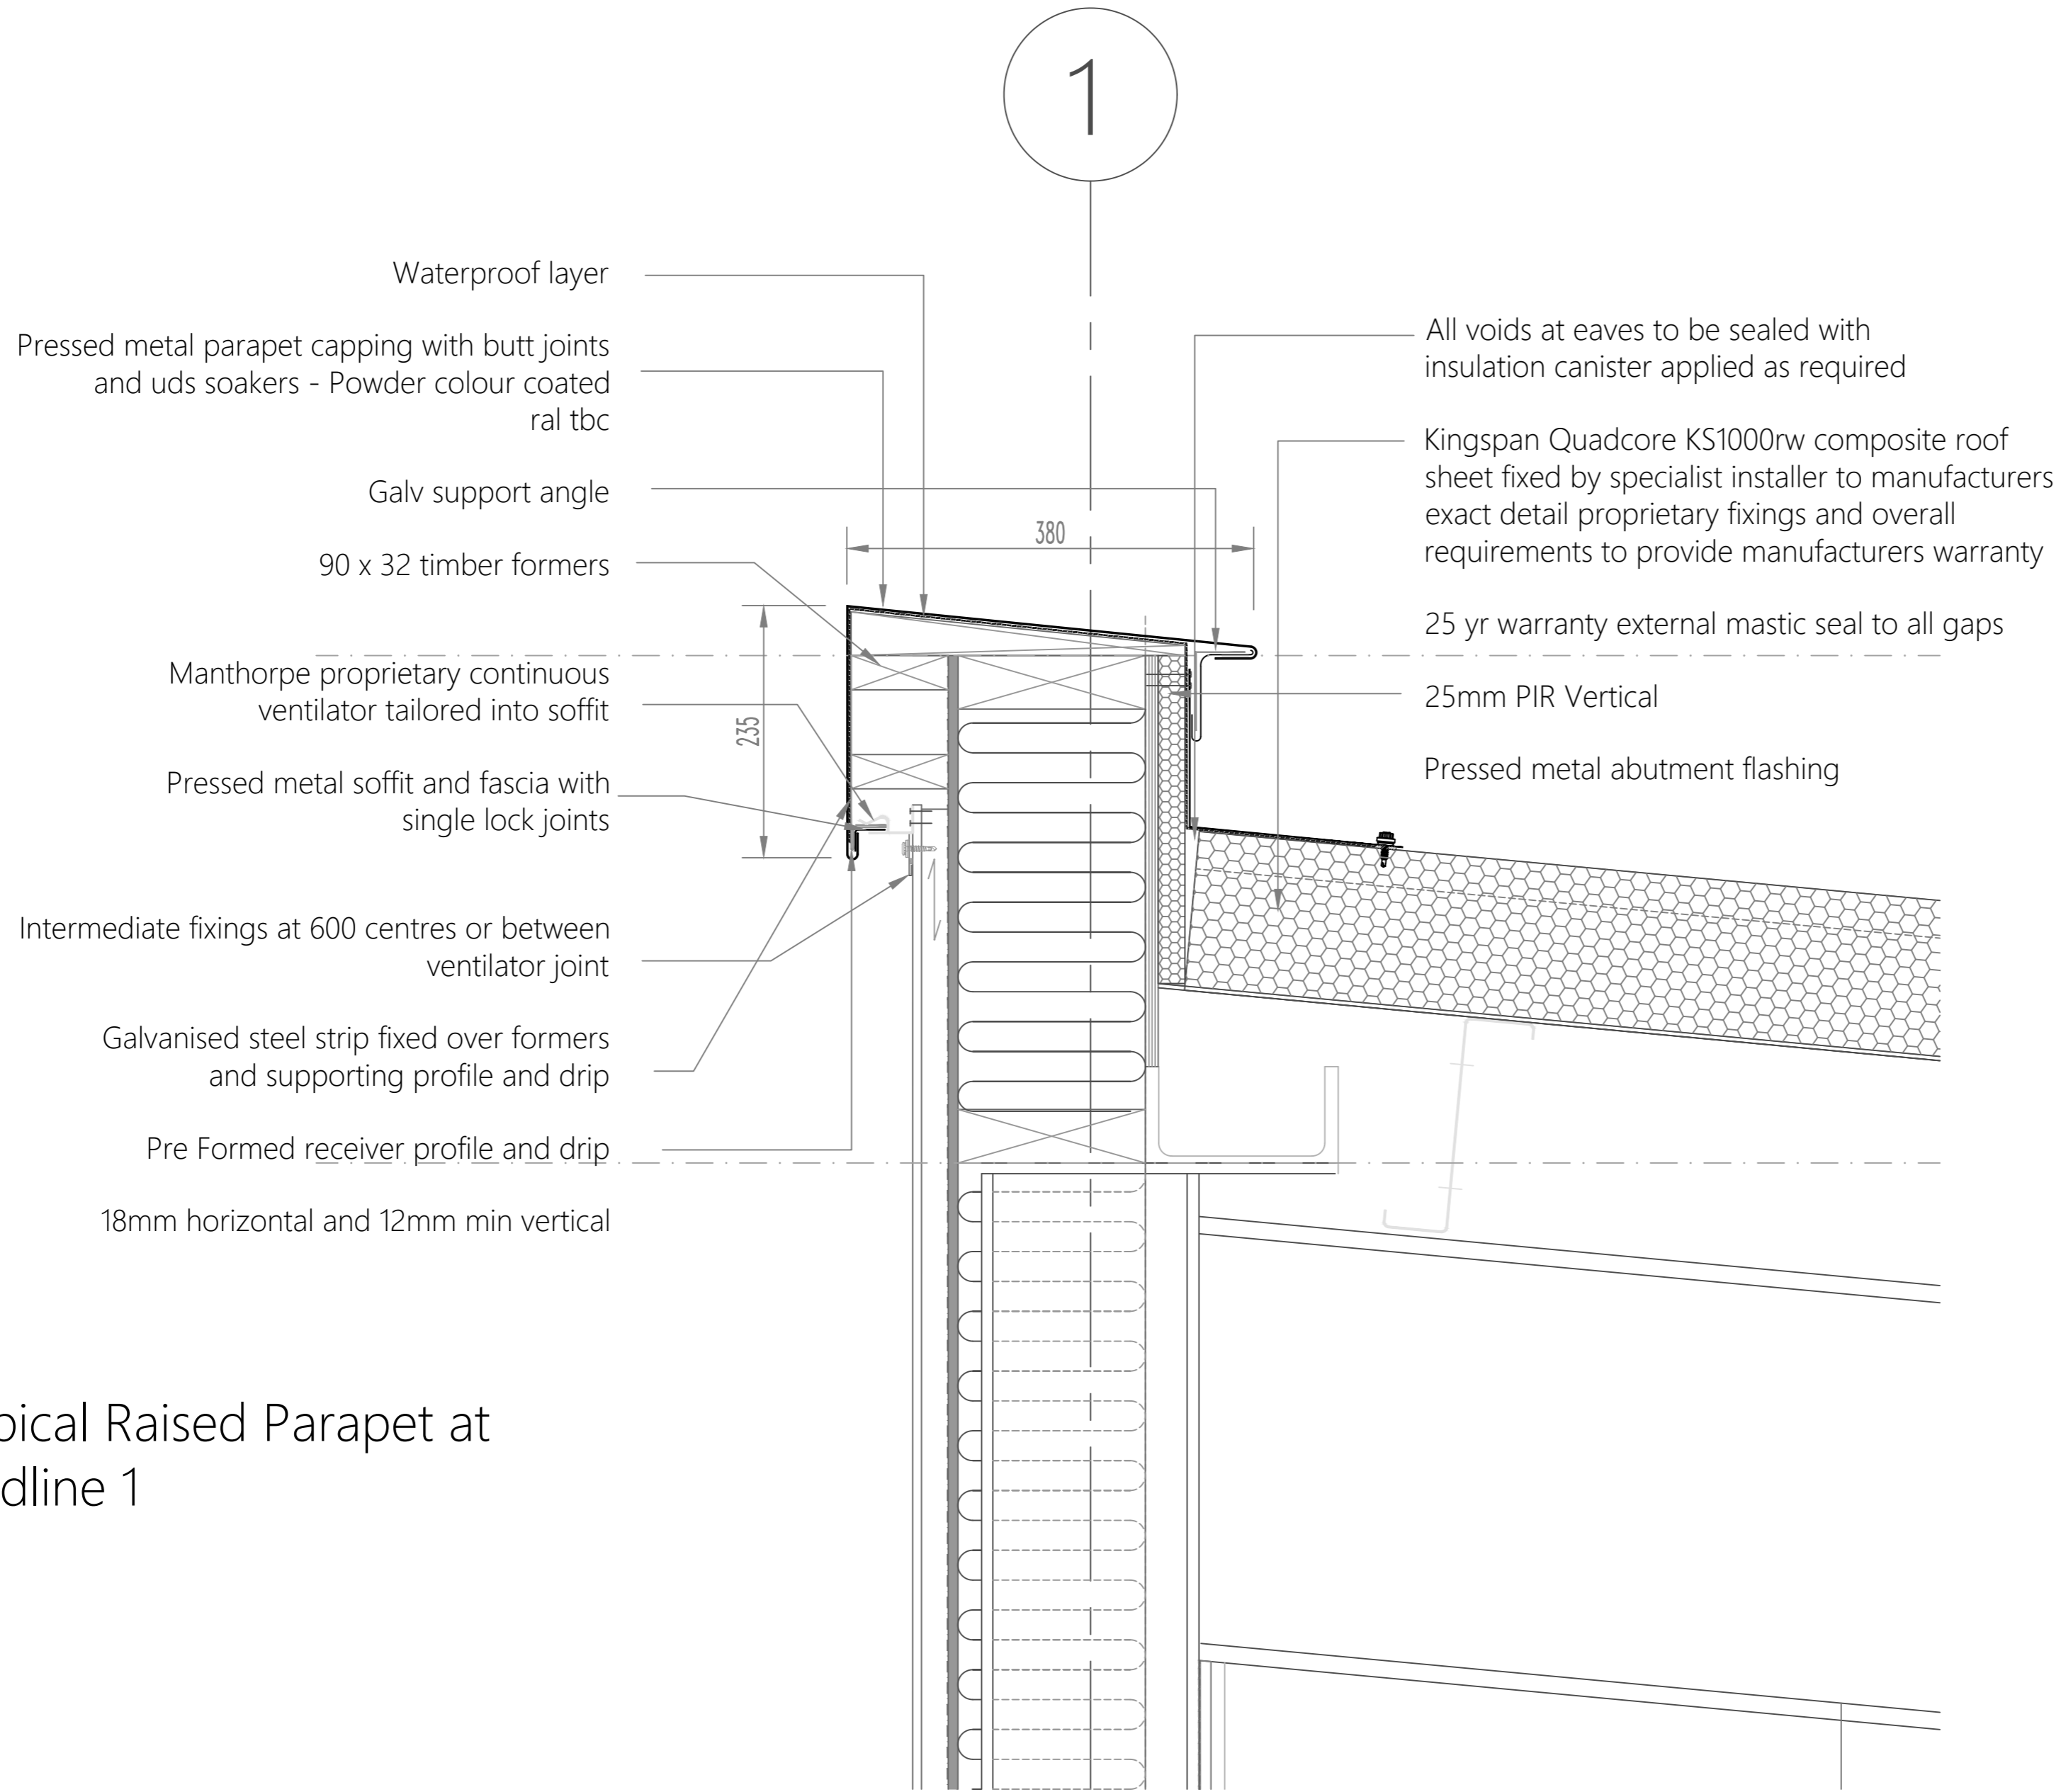 1
Waterproof layer
Pressed metal parapet capping with butt joints
and uds soakers - Powder colour coated
ral tbc
Galv support angle
90 x 32 timber formers
Manthorpe proprietary continuous
ventilator tailored into soffit
Pressed metal soffit and fascia with
single lock joints
Intermediate fixings at 600 centres or between
ventilator joint
Galvanised steel strip fixed over formers
and supporting profile and drip
Pre Formed receiver profile and drip
18mm horizontal and 12mm min vertical
380
235
All voids at eaves to be sealed with
insulation canister applied as required
Kingspan Quadcore KS1000rw composite roof
sheet fixed by specialist installer to manufacturers
exact detail proprietary fixings and overall
requirements to provide manufacturers warranty
25 yr warranty external mastic seal to all gaps
25mm PIR Vertical
Pressed metal abutment flashing
pical Raised Parapet at
dline 1